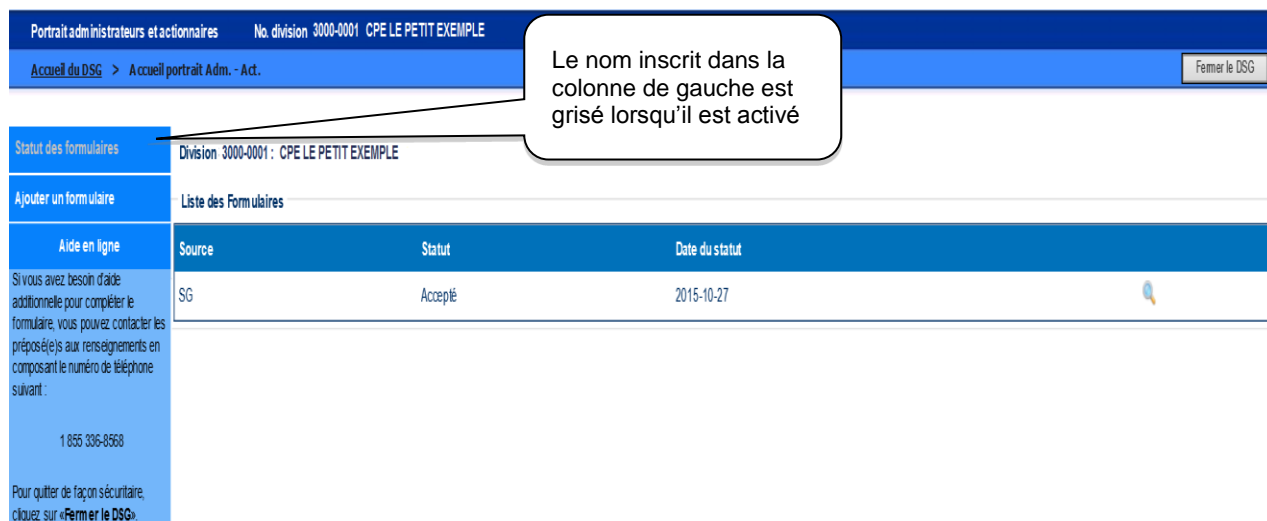 Portrait administrateurs et actionnaires No. division 3000-0001 CPE LE PETIT EXEMPLE
Accueil du DSG > Accueil portrait Adm. - Act.
Fermer le DSG
Le nom inscrit dans la
colonne de gauche est
grisé lorsqu'il est activé
Statut des formulaires
Ajouter un formulaire
Aide en ligne
Si vous avez besoin d'aide
additionnelle pour compléter le
formulaire, vous pouvez contacter les
préposé(e)s aux renseignements en
composant le numéro de téléphone
suivant :
1 855 336-8568
Pour quitter de façon sécuritaire,
cliquez sur «Fermer le DSG».
Division 3000-0001 : CPE LE PETIT EXEMPLE
Liste des Formulaires
Source Statut Date du statut
SG Accepté 2015-10-27